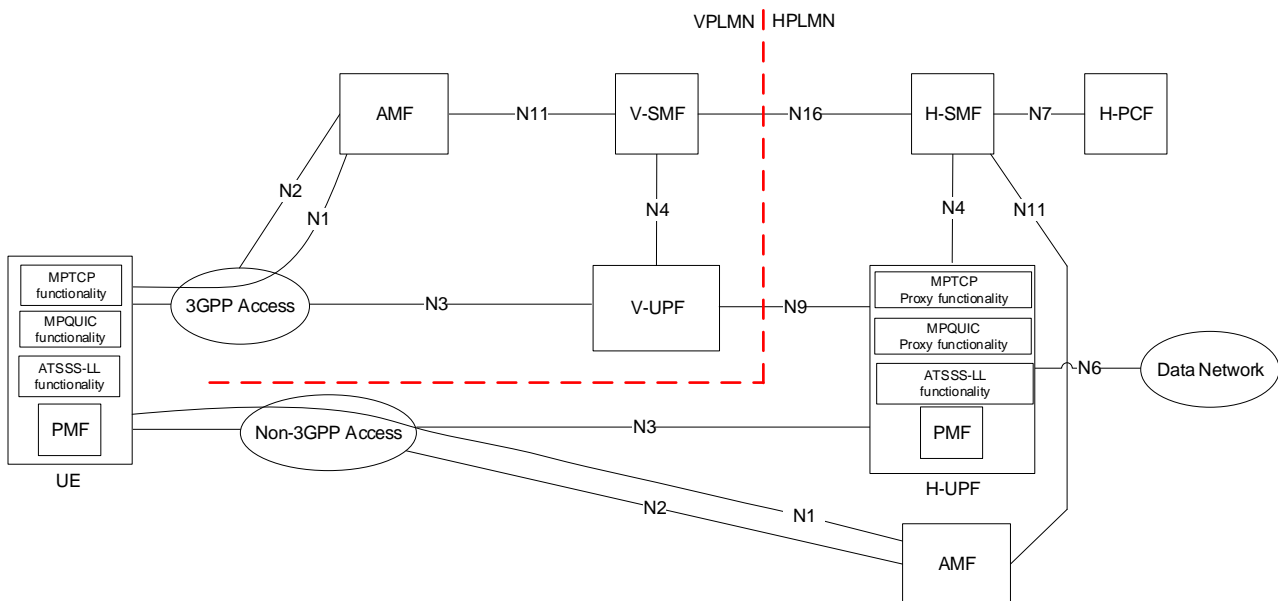 VPLMN
HPLMN
AMF
N11
V-SMF
N16
H-SMF
N7
H-PCF
N2
N1
N4
N4
N11
MPTCP
functionality
3GPP Access
N3
V-UPF
N9
MPTCP
Proxy functionality
MPQUIC
functionality
MPQUIC
Proxy functionality
ATSSS-LL
functionality
ATSSS-LL
functionality
N6
Data Network
PMF
Non-3GPP Access
N3
PMF
UE
H-UPF
N2
N1
AMF